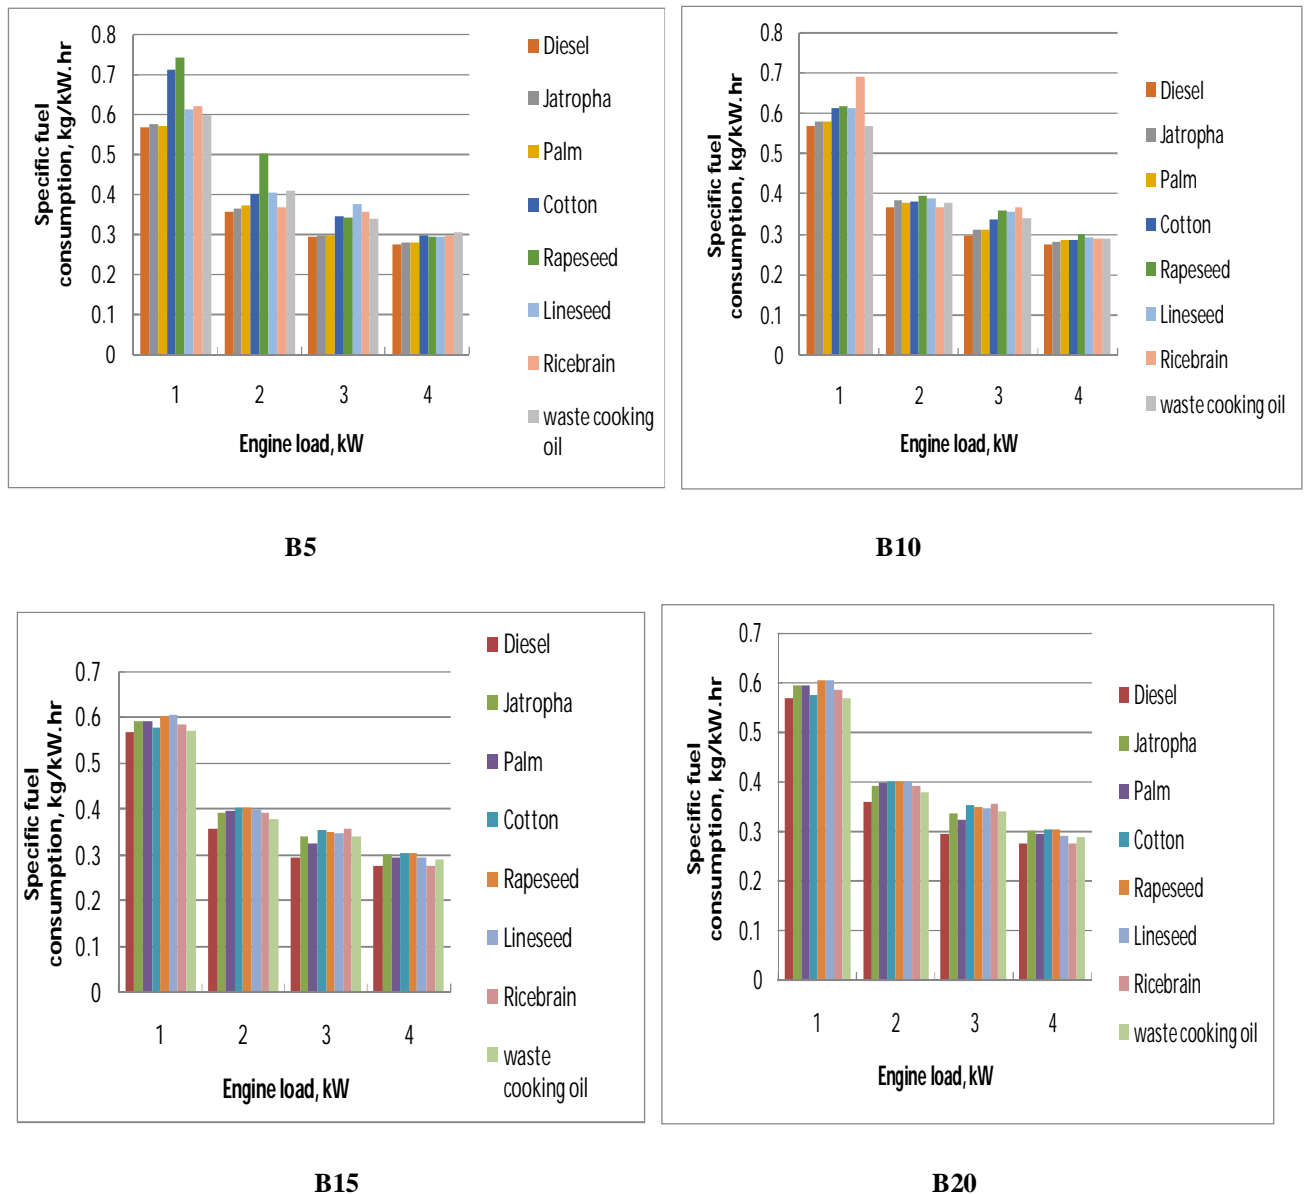 Specific fuel
consumption, kg/kW.hr
0.8
0.7
0.6
0.5
0.4
0.3
0.2
0.1
0
1 2 3 4
Engine load, kW
Diesel
Jatropha
Palm
Cotton
Rapeseed
Lineseed
Ricebrain
waste cooking
oil
B5
Specific fuel
consumption, kg/kW.hr
0.8
0.7
0.6
0.5
0.4
0.3
0.2
0.1
0
1 2 3 4
Engine load, kW
Diesel
Jatropha
Palm
Cotton
Rapeseed
Lineseed
Ricebrain
waste cooking oil
B10
Specific fuel
consumption, kg/kW.hr
0.7
0.6
0.5
0.4
0.3
0.2
0.1
0
1 2 3 4
Engine load, kW
Diesel
Jatropha
Palm
Cotton
Rapeseed
Lineseed
Ricebrain
waste
cooking oil
B15
Specific fuel
consumption, kg/kW.hr
0.7
0.6
0.5
0.4
0.3
0.2
0.1
0
1 2 3 4
Engine load, kW
Diesel
Jatropha
Palm
Cotton
Rapeseed
Lineseed
Ricebrain
waste cooking oil
B20